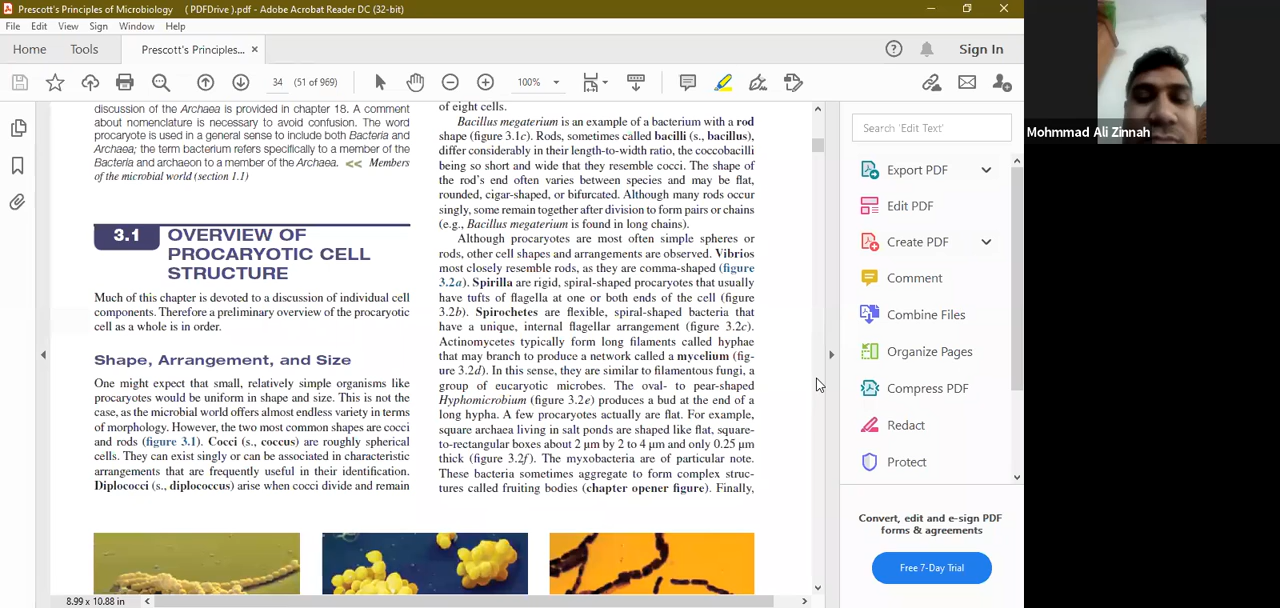 Prescott's Principles of Microbiology ( PDFDrive ).pdf - Adobe Acrobat Reader DC (32-bit)
File Edit View Sign Window Help
Home Tools Prescott's Principles... × Sign In
34 (51 of 969) 100%
discussion of the Archaea is provided in chapter 18. A comment
about nomenclature is necessary to avoid confusion. The word
procaryote is used in a general sense to include both Bacteria and
Archaea; the term bacterium refers specifically to a member of the
Bacteria and archaeon to a member of the Archaea. << Members
of the microbial world (section 1.1)
3.1 OVERVIEW OF
PROCARYOTIC CELL
STRUCTURE
Much of this chapter is devoted to a discussion of individual cell
components. Therefore a preliminary overview of the procaryotic
cell as a whole is in order.
Shape, Arrangement, and Size
One might expect that small, relatively simple organisms like
procaryotes would be uniform in shape and size. This is not the
case, as the microbial world offers almost endless variety in terms
of morphology. However, the two most common shapes are cocci
and rods (figure 3.1). Cocci (s., coccus) are roughly spherical
cells. They can exist singly or can be associated in characteristic
arrangements that are frequently useful in their identification.
Diplococci (s., diplococcus) arise when cocci divide and remain
of eight cells.
Bacillus megaterium is an example of a bacterium with a rod
shape (figure 3.1c). Rods, sometimes called bacilli (s., bacillus),
differ considerably in their length-to-width ratio, the coccobacilli
being so short and wide that they resemble cocci. The shape of
the rod's end often varies between species and may be flat,
rounded, cigar-shaped, or bifurcated. Although many rods occur
singly, some remain together after division to form pairs or chains
(e.g., Bacillus megaterium is found in long chains).
Although procaryotes are most often simple spheres or
rods, other cell shapes and arrangements are observed. Vibrios
most closely resemble rods, as they are comma-shaped (figure
3.2a). Spirilla are rigid, spiral-shaped procaryotes that usually
have tufts of flagella at one or both ends of the cell (figure
3.2b). Spirochetes are flexible, spiral-shaped bacteria that
have a unique, internal flagellar arrangement (figure 3.2c).
Actinomycetes typically form long filaments called hyphae
that may branch to produce a network called a mycelium (fig-
ure 3.2d). In this sense, they are similar to filamentous fungi, a
group of eucaryotic microbes. The oval- to pear-shaped
Hyphomicrobium (figure 3.2e) produces a bud at the end of a
long hypha. A few procaryotes actually are flat. For example,
square archaea living in salt ponds are shaped like flat, square-
to-rectangular boxes about 2 µm by 2 to 4 µm and only 0.25 µm
thick (figure 3.2f). The myxobacteria are of particular note.
These bacteria sometimes aggregate to form complex struc-
tures called fruiting bodies (chapter opener figure). Finally,
8.99 x 10.88 in
Search 'Edit Text'
Export PDF
Edit PDF
Create PDF
Comment
Combine Files
Organize Pages
Compress PDF
Redact
Protect
Convert, edit and e-sign PDF
forms & agreements
Free 7-Day Trial
Mohmmad Ali Zinnah